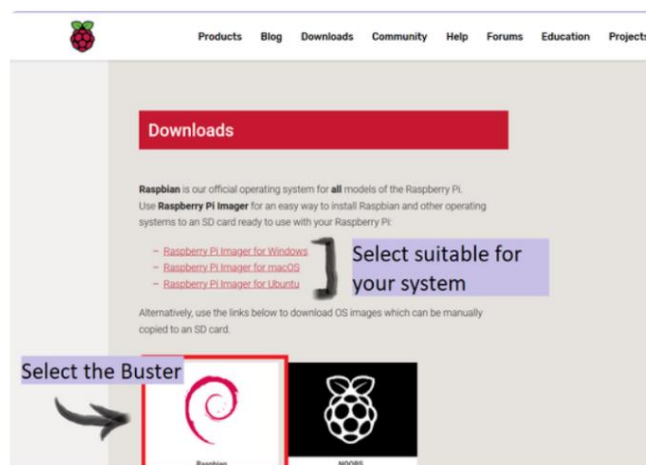 Products Blog Downloads Community Help Forums Education Projects
Downloads
Raspbian is our official operating system for all models of the Raspberry Pi.
Use Raspberry Pi Imager for an easy way to install Raspbian and other operating
systems to an SD card ready to use with your Raspberry Pi:
– Raspberry Pi Imager for Windows
– Raspberry Pi Imager for macOS
– Raspberry Pi Imager for Ubuntu
Select suitable for
your system
Alternatively, use the links below to download OS images which can be manually
copied to an SD card.
Select the Buster
Raspbian NOOBS